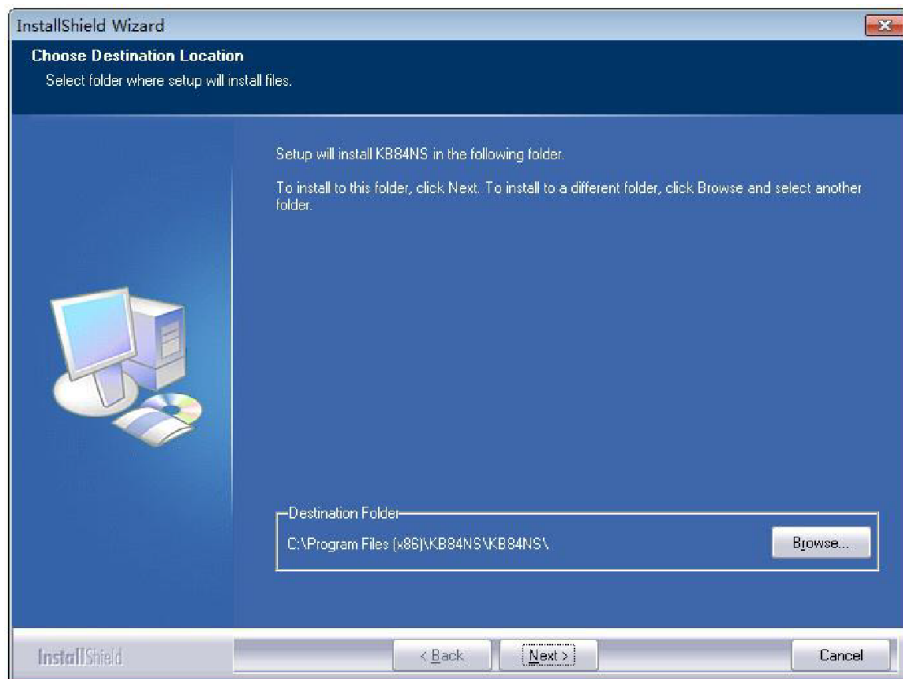 InstallShield Wizard
Choose Destination Location
Select folder where setup will install files.
Setup will install KB84NS in the following folder.
To install to this folder, click Next. To install to a different folder, click Browse and select another
folder.
Destination Folder
C:\Program Files (x86)\KB84NS\KB84NS\
Browse...
InstallShield
< Back
Next >
Cancel